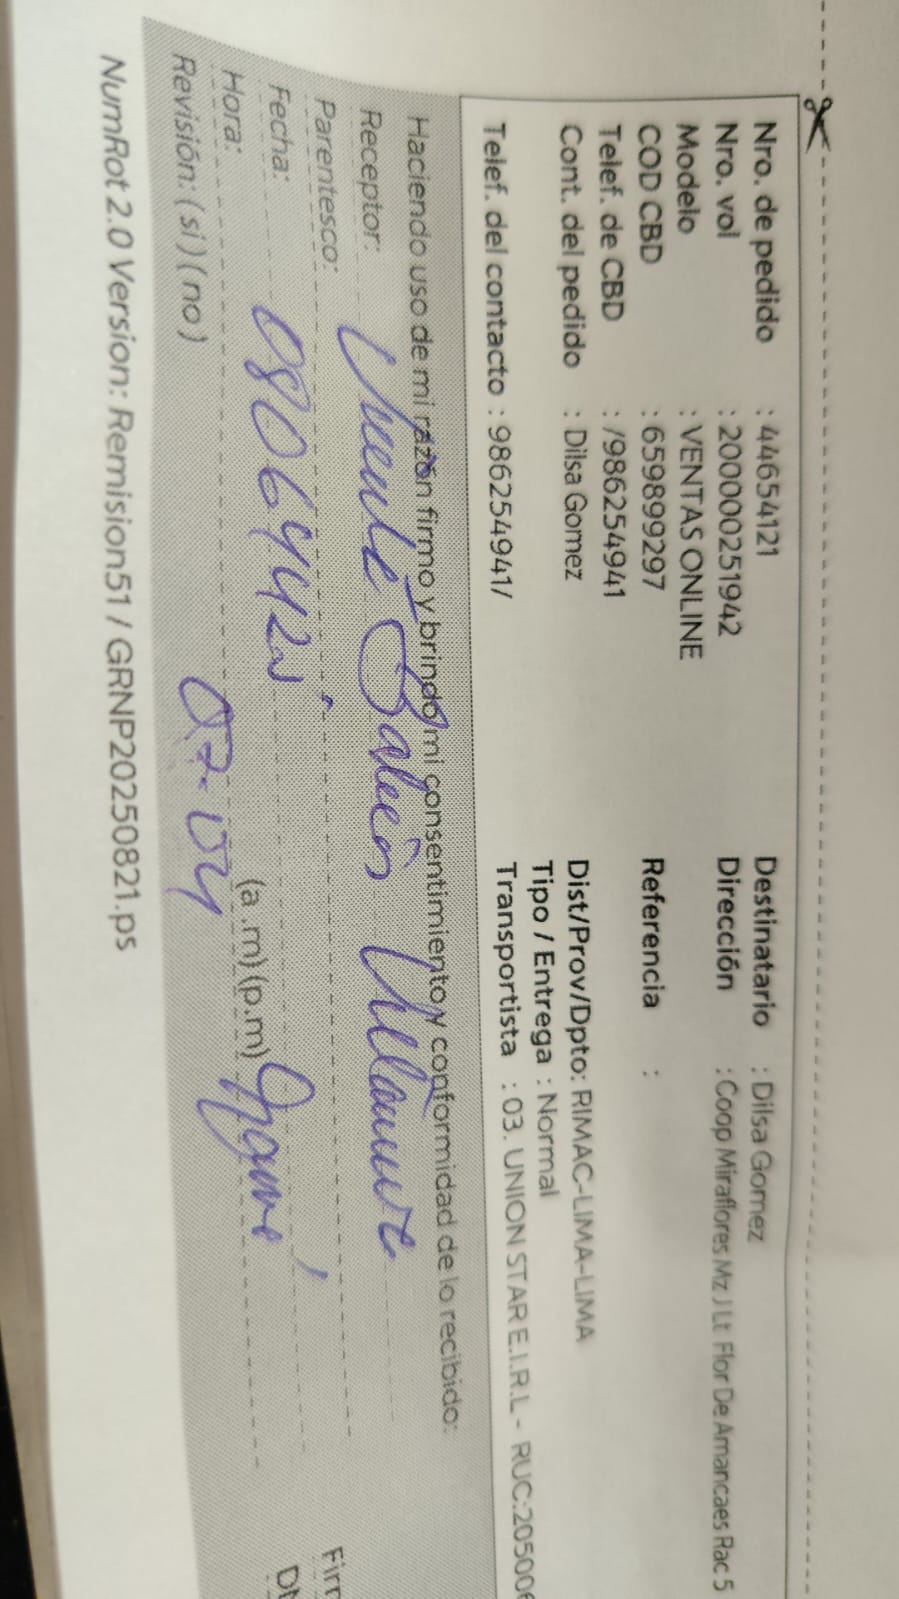 Nro. de pedido : 44654121
Nro. vol : 200000251942
Modelo : VENTAS ONLINE
COD CBD : 659899297
Telef. de CBD : /986254941
Cont. del pedido : Dilsa Gomez
Telef. del contacto : 986254941/
Destinatario : Dilsa Gomez
Dirección : Coop Miraflores Mz J Lt Flor De Amancaes Rac 5
Referencia :
Dist/Prov/Dpto: RIMAC-LIMA-LIMA
Tipo / Entrega : Normal
Transportista : 03. UNION STAR E.I.R.L - RUC:205006
Haciendo uso de mi razón firmo y brindo mi consentimiento y conformidad de lo recibido:
Receptor:
Parentesco:
Fecha:
Hora: (a .m) (p.m)
Revisión: ( si ) ( no )
NumRot 2.0 Version: Remision51 / GRNP20250821.ps